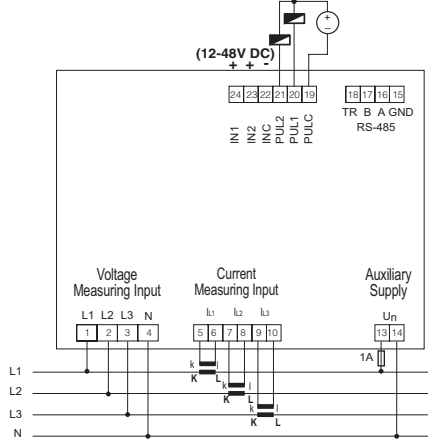 +
−
(12-48V DC)
+ + -
24 23 22 21 20 19
18 17 16 15
IN1
IN2
INC
PUL2
PUL1
PULC
TR B A GND
RS-485
Voltage
Measuring Input
Current
Measuring Input
Auxiliary
Supply
L1 L2 L3 N
IL1 IL2 IL3
Un
1 2 3 4
5 6 7 8 9 10
13 14
1A
L1
k l
K L
L2
k l
K L
L3
k l
K L
N